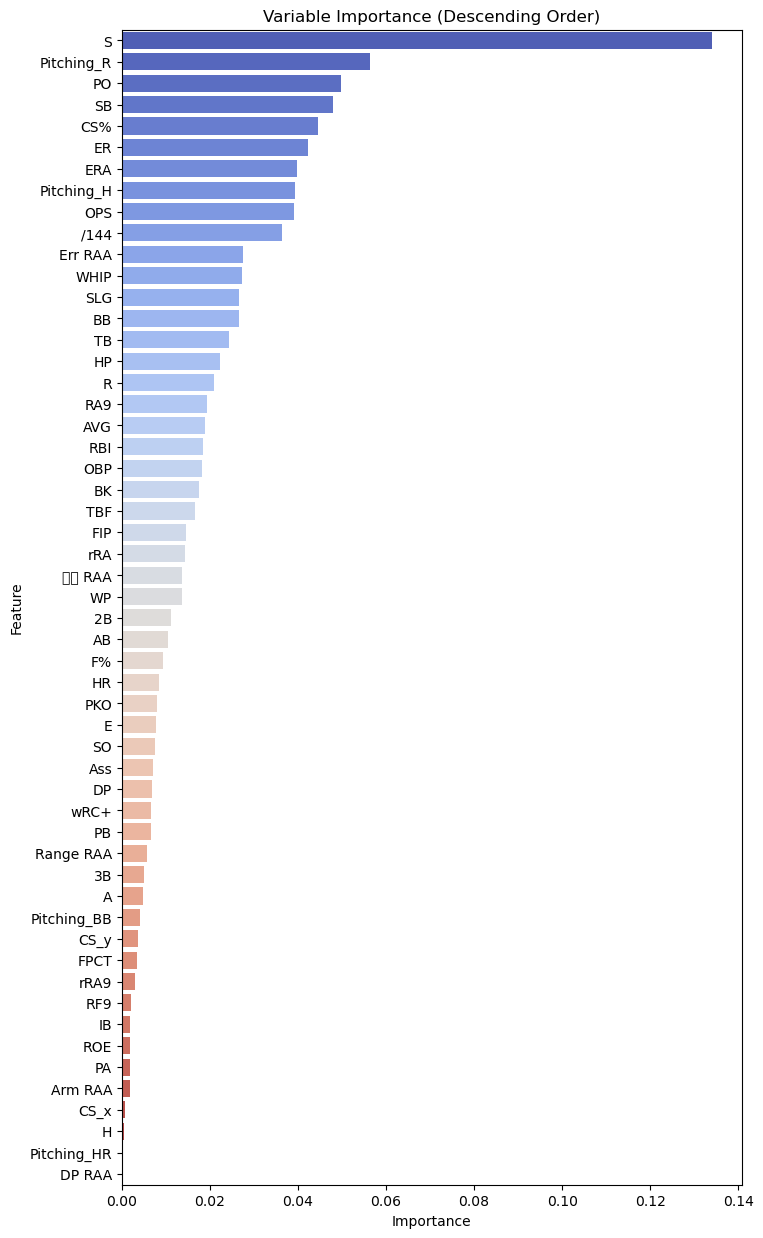 Variable Importance (Descending Order)
S
Pitching_R
PO
SB
CS%
ER
ERA
Pitching_H
OPS
/144
Err RAA
WHIP
SLG
BB
TB
HP
R
RA9
AVG
RBI
OBP
BK
TBF
FIP
rRA
RAA
WP
2B
AB
F%
HR
PKO
E
SO
Ass
DP
wRC+
PB
Range RAA
3B
A
Pitching_BB
CS_y
FPCT
rRA9
RF9
IB
ROE
PA
Arm RAA
CS_x
H
Pitching_HR
DP RAA
Feature
0.00 0.02 0.04 0.06 0.08 0.10 0.12 0.14
Importance